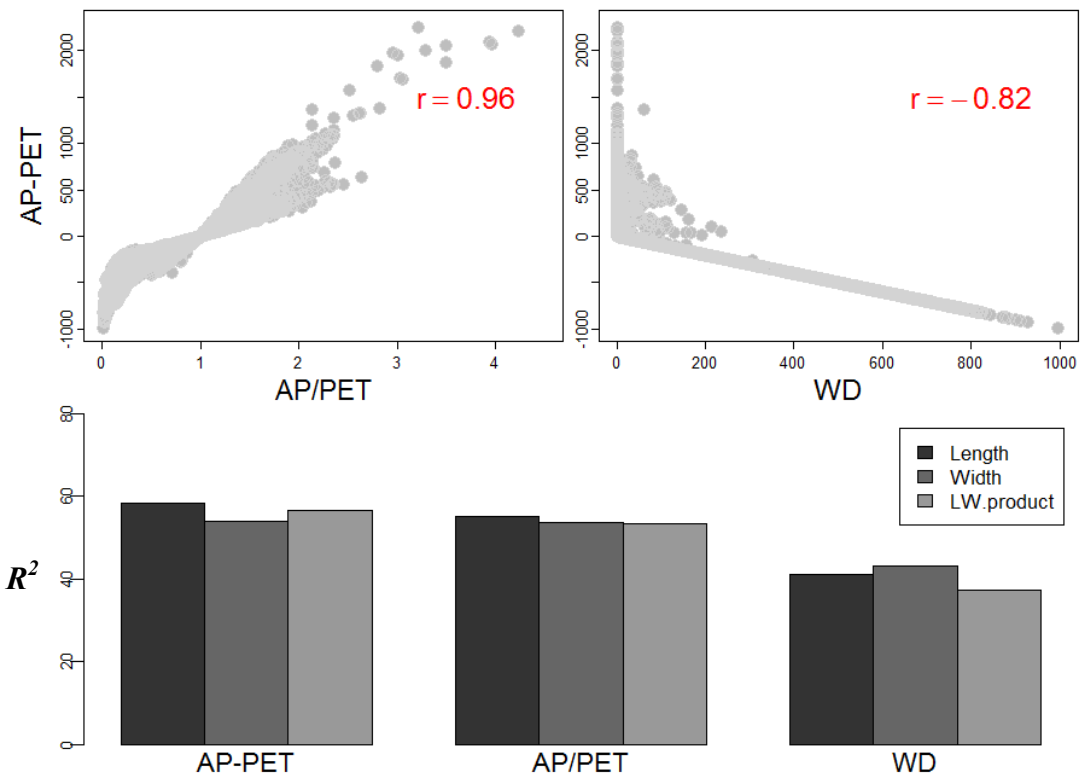 AP-PET
2000
1000
500
0
-1000
r = 0.96
0 1 2 3 4
AP/PET
2000
1000
500
0
-1000
r = − 0.82
0 200 400 600 800 1000
WD
R²
80
60
40
20
0
Length
Width
LW.product
AP-PET AP/PET WD